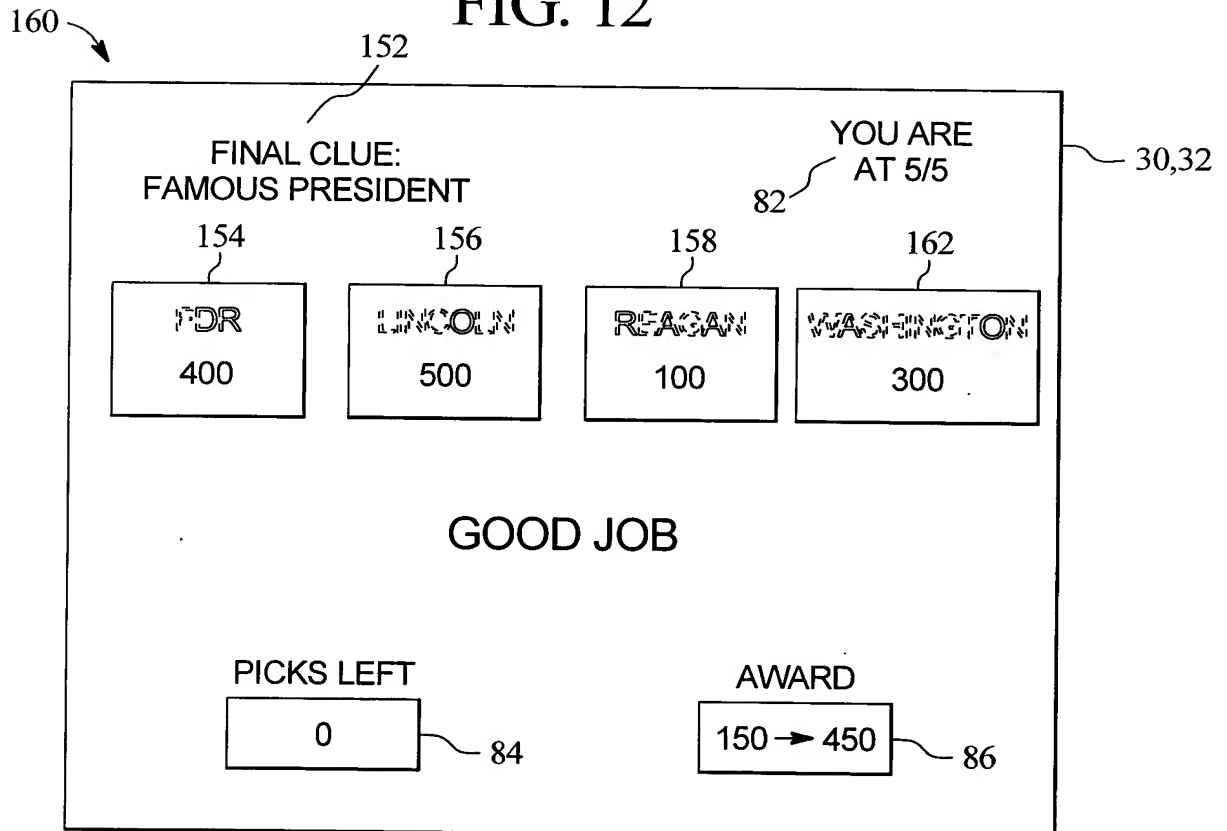 FIG. 12
160
152
FINAL CLUE:
FAMOUS PRESIDENT
YOU ARE
AT 5/5
82
30,32
154
156
158
162
FDR
400
LINCOLN
500
REAGAN
100
WASHINGTON
300
GOOD JOB
PICKS LEFT
0
84
AWARD
150 → 450
86